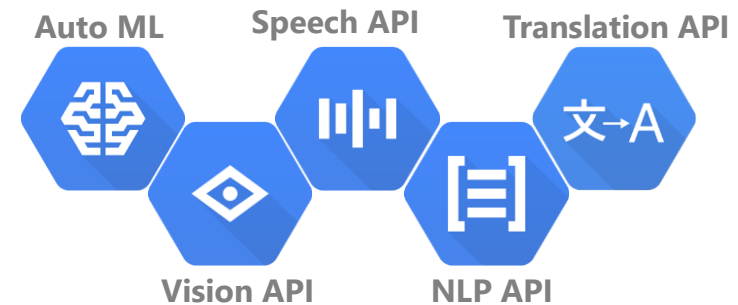 Auto ML
Speech API
Translation API
文→A
Vision API
NLP API